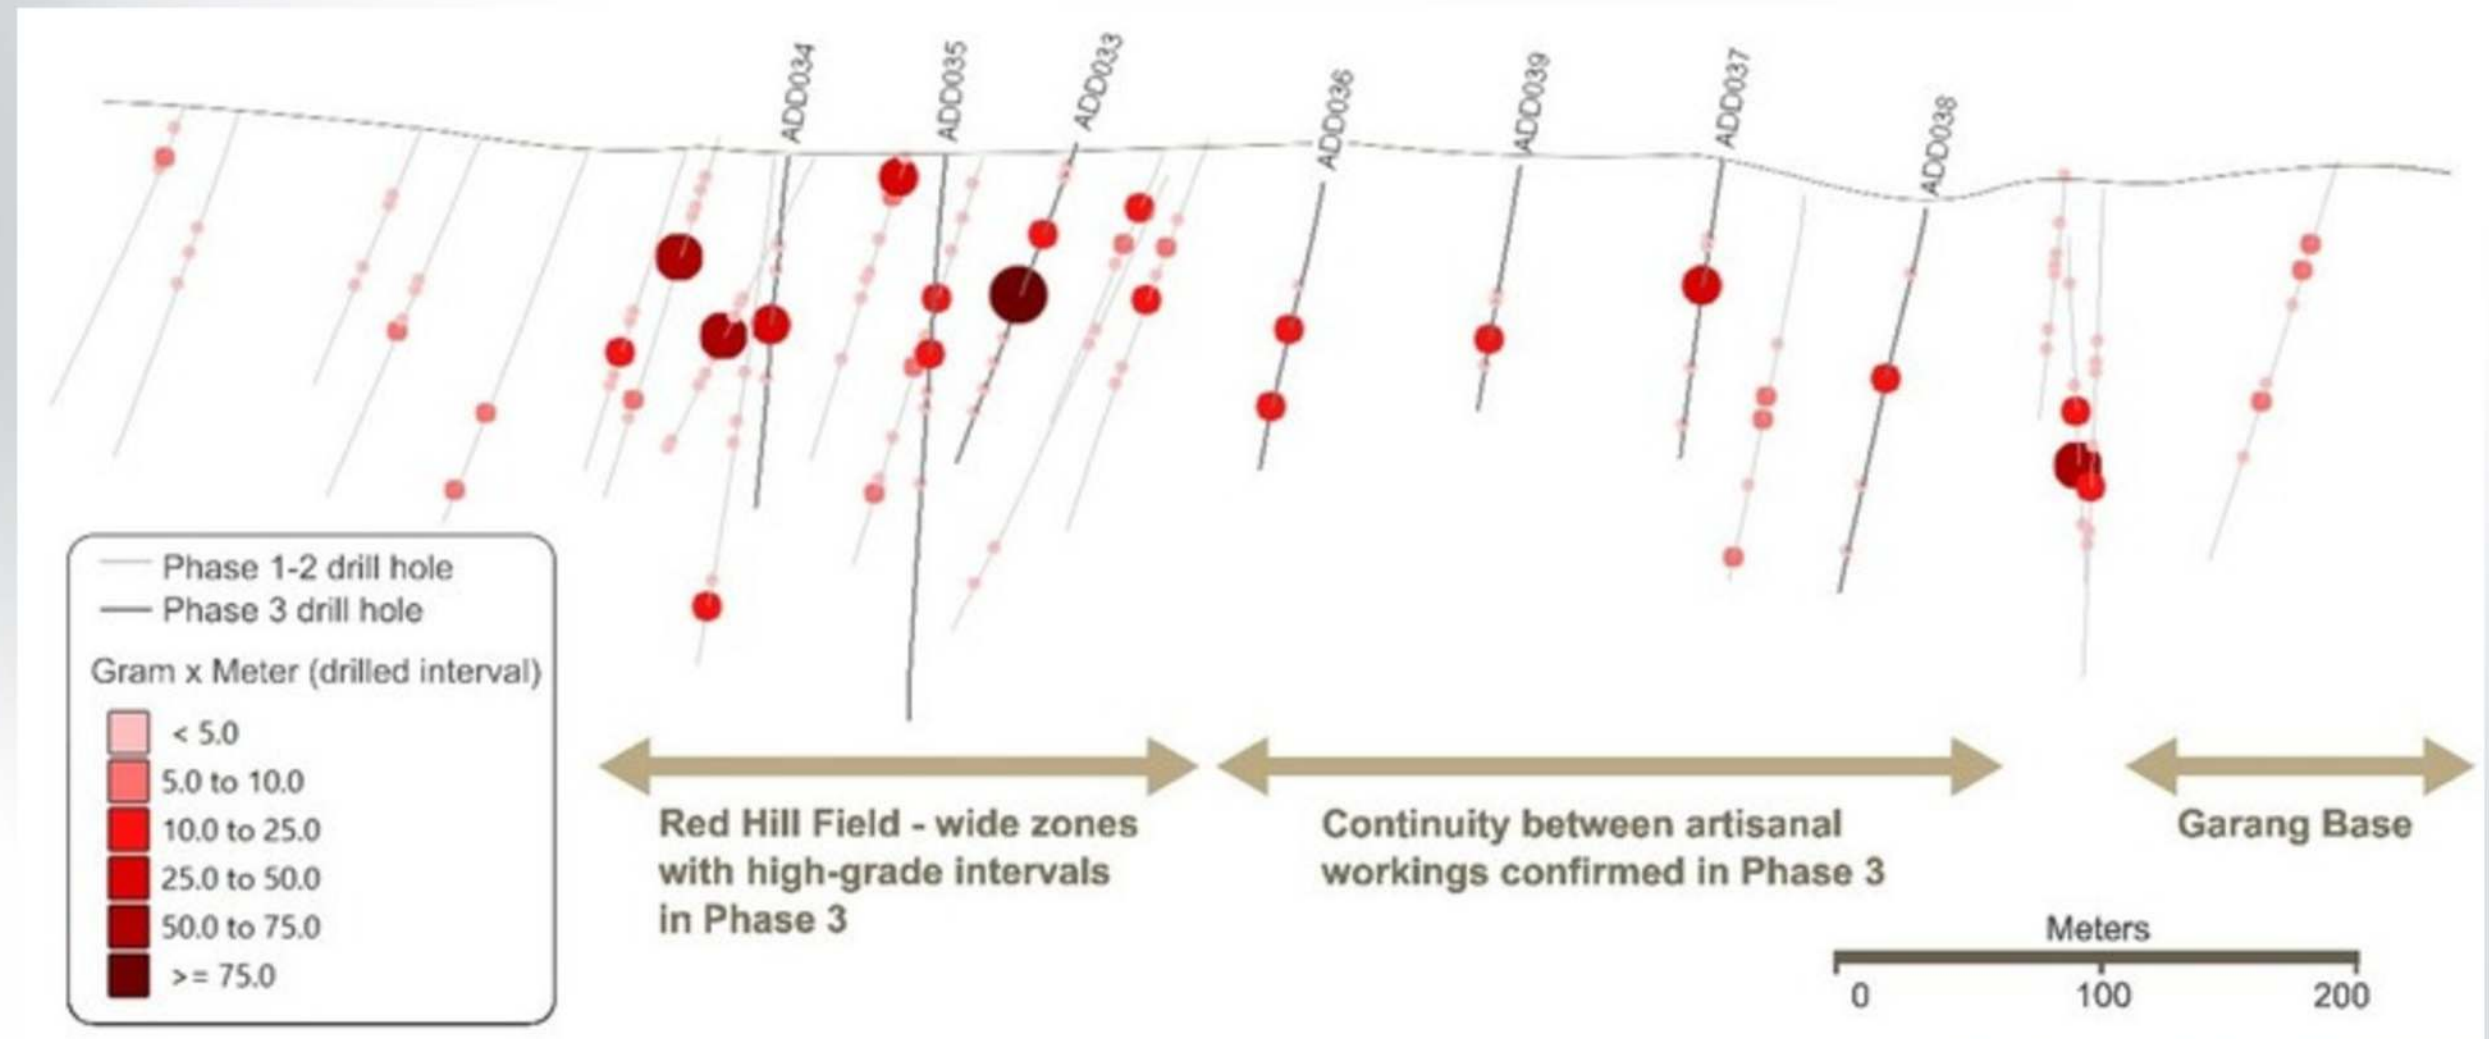 ADD034
ADD035
ADD033
ADD036
ADD039
ADD037
ADD038
Phase 1-2 drill hole
Phase 3 drill hole
Gram x Meter (drilled interval)
< 5.0
5.0 to 10.0
10.0 to 25.0
25.0 to 50.0
50.0 to 75.0
>= 75.0
Red Hill Field - wide zones
with high-grade intervals
in Phase 3
Continuity between artisanal
workings confirmed in Phase 3
Garang Base
Meters
0 100 200